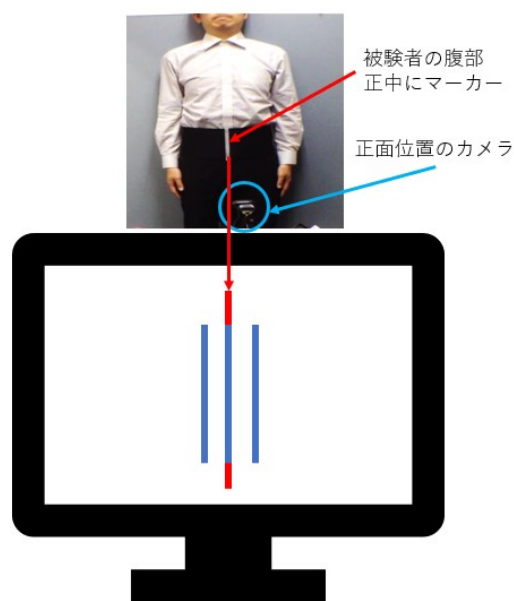 被験者の腹部
正中にマーカー
正面位置のカメラ